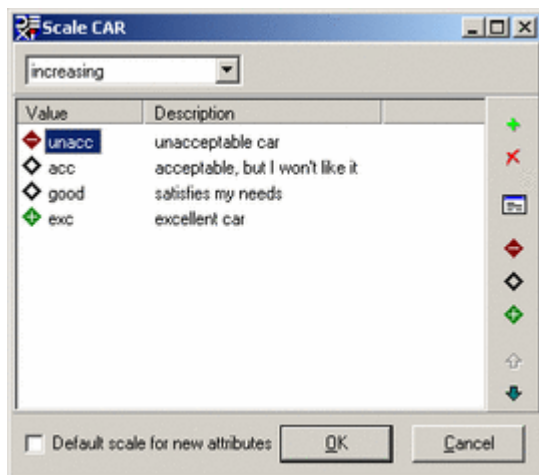 Scale CAR
increasing
Value Description
unacc unacceptable car
acc acceptable, but I won't like it
good satisfies my needs
exc excellent car
Default scale for new attributes OK Cancel